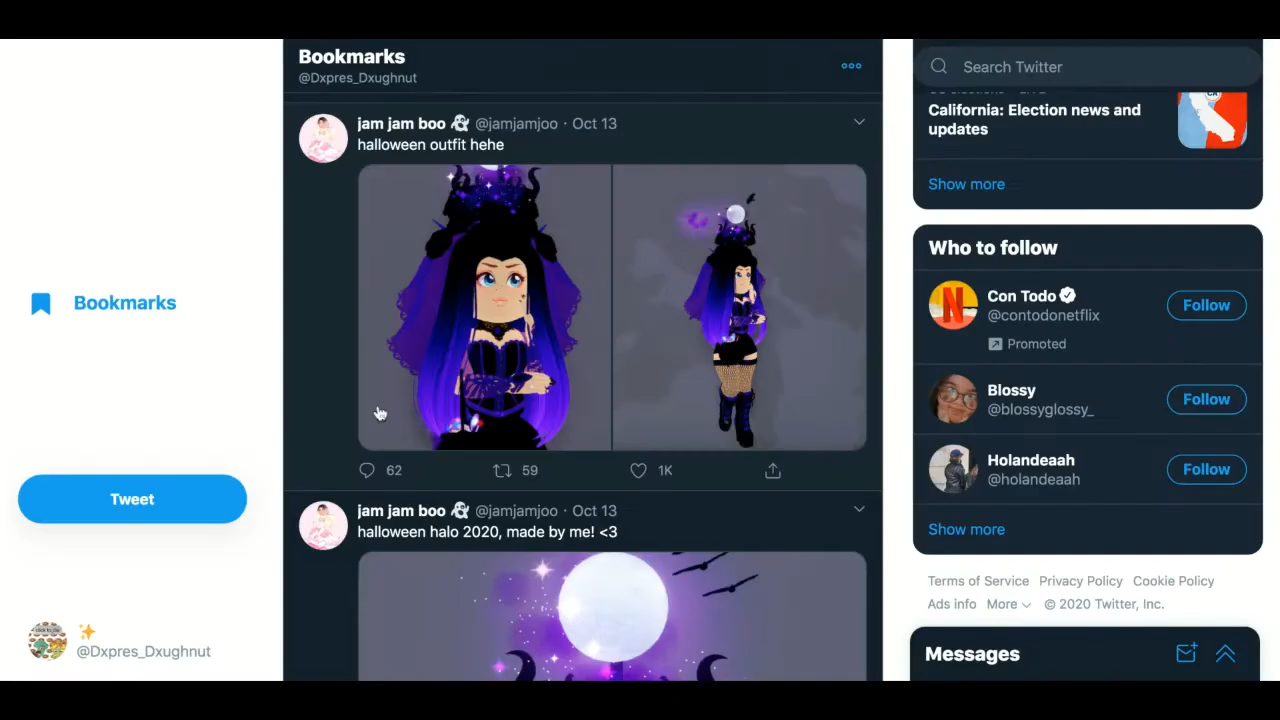 Bookmarks
Tweet
@Dxpres_Dxughnut
Bookmarks
@Dxpres_Dxughnut
jam jam boo @jamjamjoo · Oct 13
halloween outfit hehe
62 59 1K
jam jam boo @jamjamjoo · Oct 13
halloween halo 2020, made by me! <3
Search Twitter
California: Election news and
updates
Show more
Who to follow
Con Todo
@contodonetflix
Promoted
Follow
Blossy
@blossyglossy_
Follow
Holandeaah
@holandeaah
Follow
Show more
Terms of Service Privacy Policy Cookie Policy
Ads info More © 2020 Twitter, Inc.
Messages